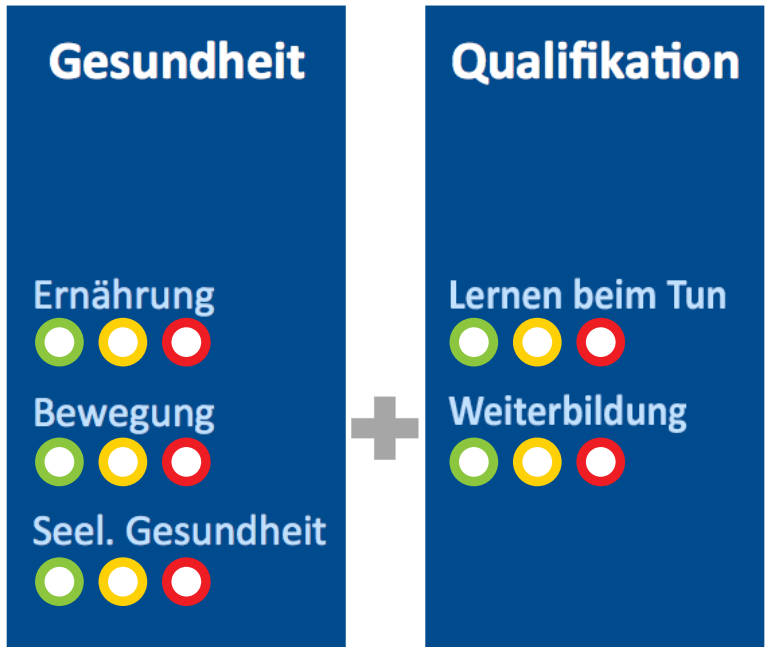 Gesundheit
Ernährung
Bewegung
Seel. Gesundheit
Qualifikation
Lernen beim Tun
Weiterbildung